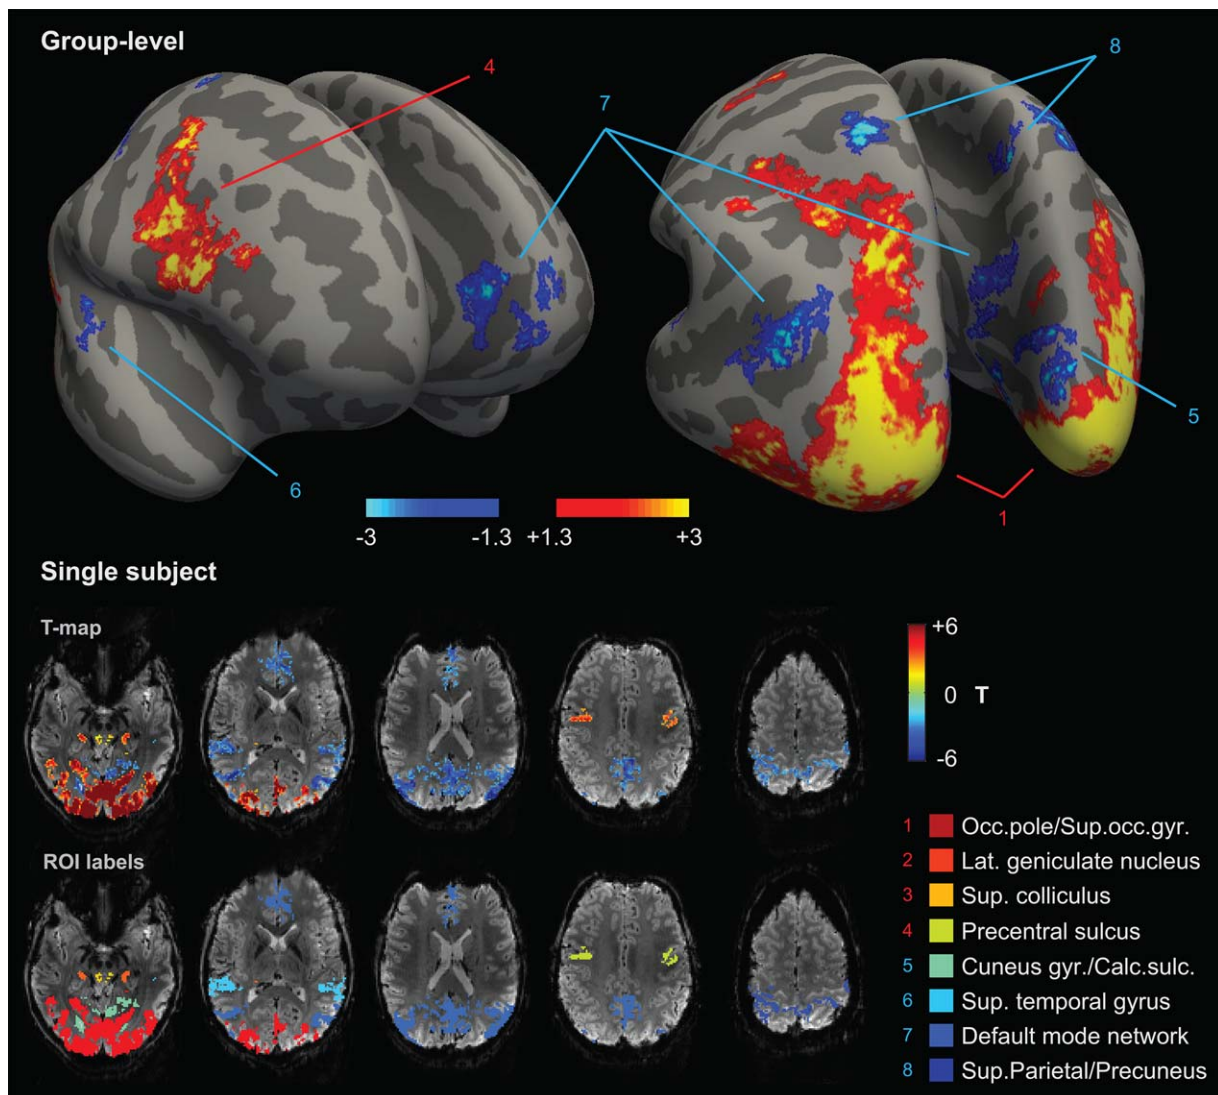 Group-level
4
7
8
5
6
1
-3 -1.3 +1.3 +3
Single subject
T-map
+6
0 T
-6
ROI labels
1 Occ.pole/Sup.occ.gyr.
2 Lat. geniculate nucleus
3 Sup. colliculus
4 Precentral sulcus
5 Cuneus gyr./Calc.sulc.
6 Sup. temporal gyrus
7 Default mode network
8 Sup.Parietal/Precuneus